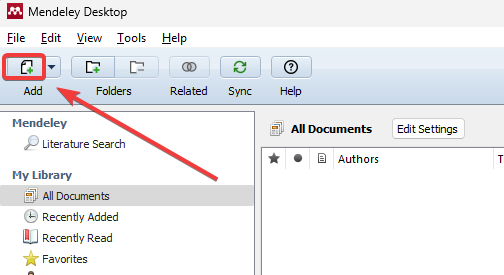 Mendeley Desktop
File Edit View Tools Help
Add Folders Related Sync Help
Mendeley
Literature Search
My Library
All Documents
Recently Added
Recently Read
Favorites
All Documents Edit Settings
Authors